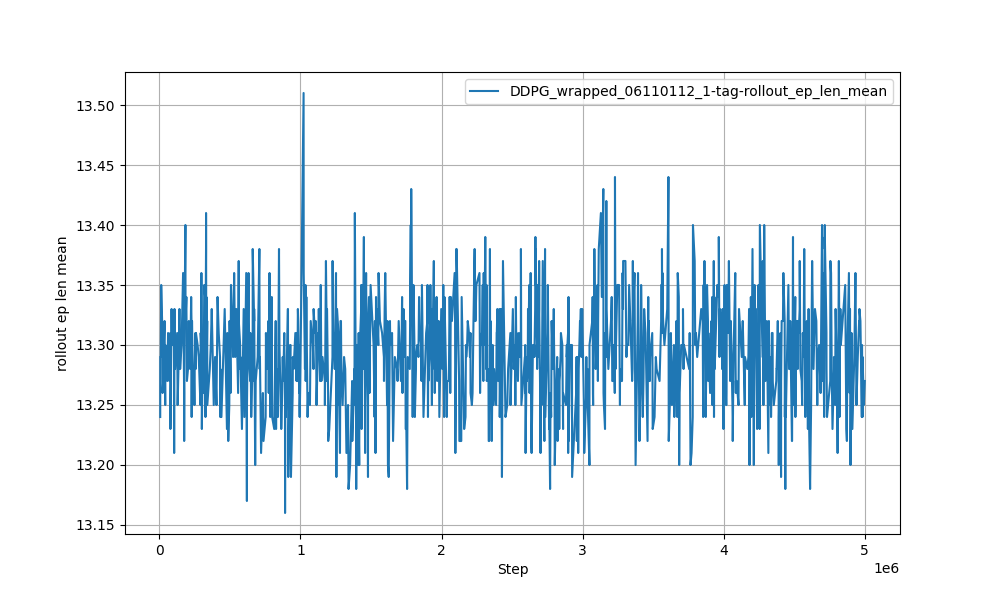 DDPG_wrapped_06110112_1-tag-rollout_ep_len_mean
13.50
13.45
13.40
13.35
13.30
13.25
13.20
13.15
rollout ep len mean
0 1 2 3 4 5
1e6
Step